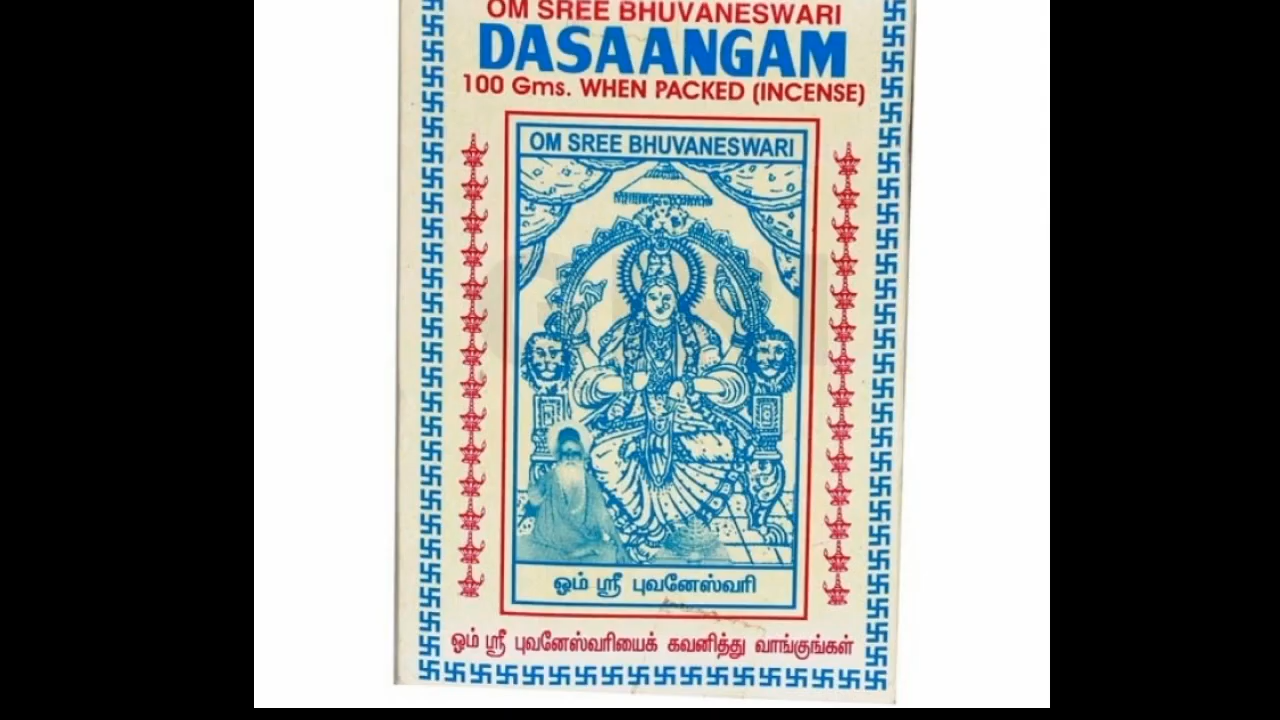 OM SREE BHUVANESWARI
DASAANGAM
100 Gms. WHEN PACKED (INCENSE)
OM SREE BHUVANESWARI
ஓம் ஸ்ரீ புவனேஸ்வரி
ஓம் ஸ்ரீ புவனேஸ்வரியைக் கவனித்து வாங்குங்கள்